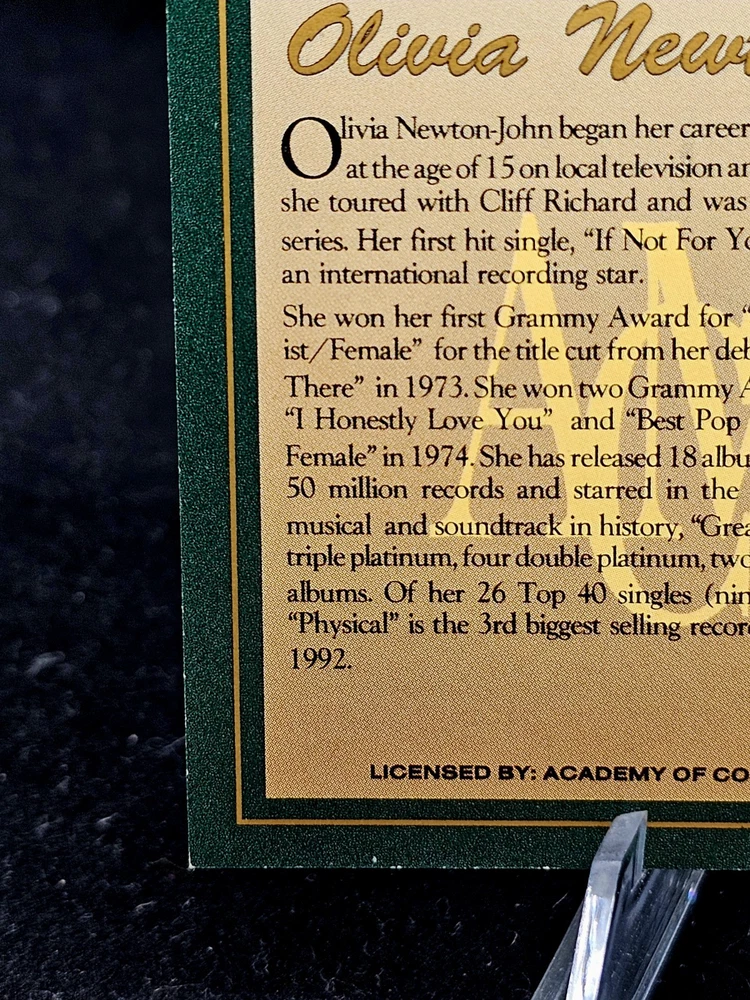 Olivia Newt
Olivia Newton-John began her career
at the age of 15 on local television an
she toured with Cliff Richard and was
series. Her first hit single, “If Not For Yo
an international recording star.
She won her first Grammy Award for “
ist/Female” for the title cut from her deb
There” in 1973. She won two Grammy A
“I Honestly Love You” and “Best Pop
Female” in 1974. She has released 18 albu
50 million records and starred in the
musical and soundtrack in history, “Grea
triple platinum, four double platinum, two
albums. Of her 26 Top 40 singles (nin
“Physical” is the 3rd biggest selling recor
1992.
LICENSED BY: ACADEMY OF CO